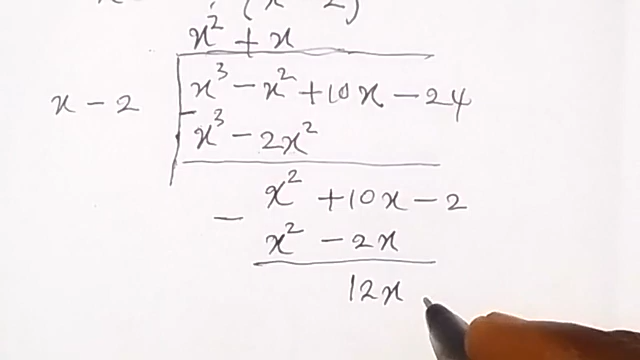 x² + x
x - 2 x³ - x² + 10x - 24
- x³ - 2x²
x² + 10x - 2
- x² - 2x
12x